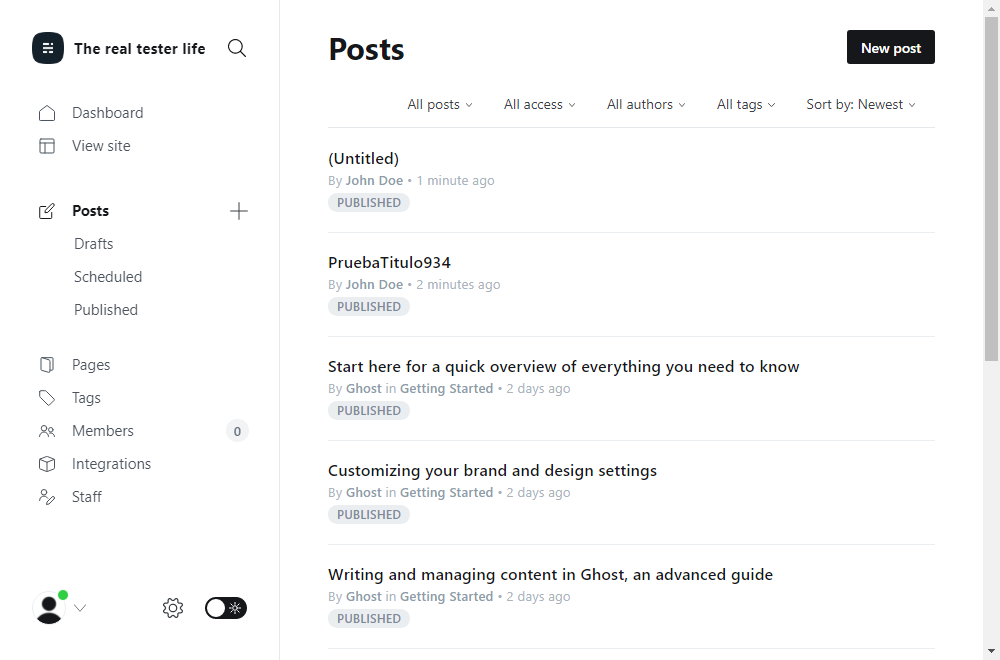 The real tester life
Dashboard
View site
Posts
Drafts
Scheduled
Published
Pages
Tags
Members 0
Integrations
Staff
Posts
New post
All posts All access All authors All tags Sort by: Newest
(Untitled)
By John Doe • 1 minute ago
PUBLISHED
PruebaTitulo934
By John Doe • 2 minutes ago
PUBLISHED
Start here for a quick overview of everything you need to know
By Ghost in Getting Started • 2 days ago
PUBLISHED
Customizing your brand and design settings
By Ghost in Getting Started • 2 days ago
PUBLISHED
Writing and managing content in Ghost, an advanced guide
By Ghost in Getting Started • 2 days ago
PUBLISHED